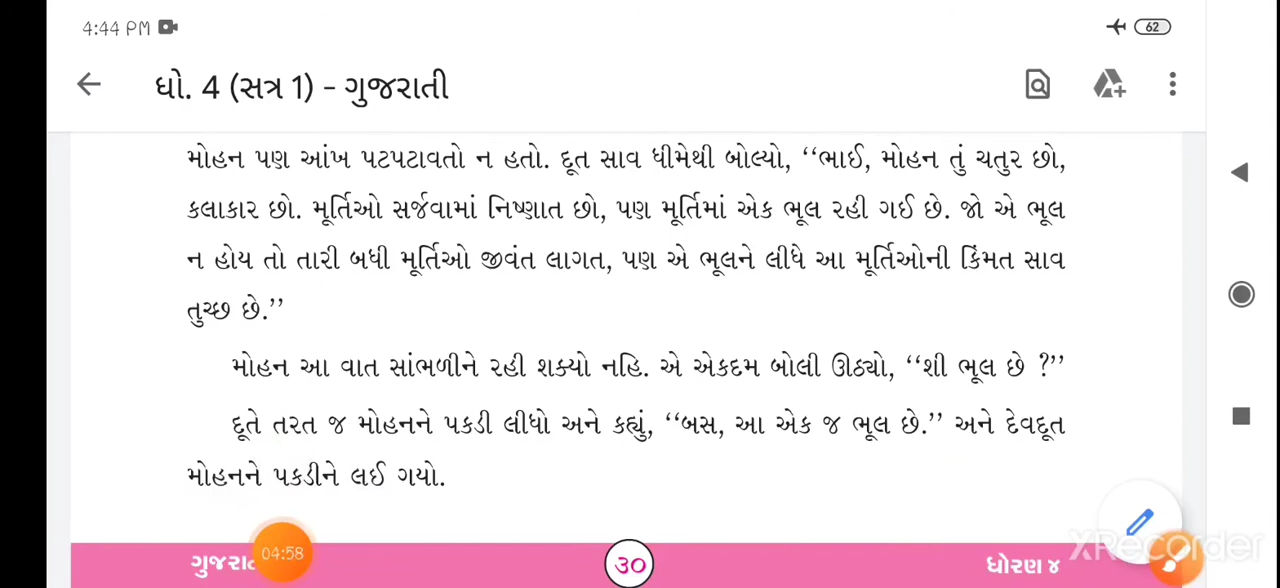 4:44 PM
62
ધો. 4 (સત્ર 1) - ગુજરાતી
મોહન પણ આંખ પટપટાવતો ન હતો. દૂત સાવ ધીમેથી બોલ્યો, ‘‘ભાઈ, મોહન તું ચતુર છો,
કલાકાર છો. મૂર્તિઓ સર્જવામાં નિષ્ણાત છો, પણ મૂર્તિમાં એક ભૂલ રહી ગઈ છે. જો એ ભૂલ
ન હોય તો તારી બધી મૂર્તિઓ જીવંત લાગત, પણ એ ભૂલને લીધે આ મૂર્તિઓની કિંમત સાવ
તુચ્છ છે.’’
મોહન આ વાત સાંભળીને રહી શક્યો નહિ. એ એકદમ બોલી ઊઠ્યો, ‘‘શી ભૂલ છે ?’’
દૂતે તરત જ મોહનને પકડી લીધો અને કહ્યું, ‘‘બસ, આ એક જ ભૂલ છે.’’ અને દેવદૂત
મોહનને પકડીને લઈ ગયો.
ગુજરા 04:58 ૩૦ ધોરણ ૪
XRecorder